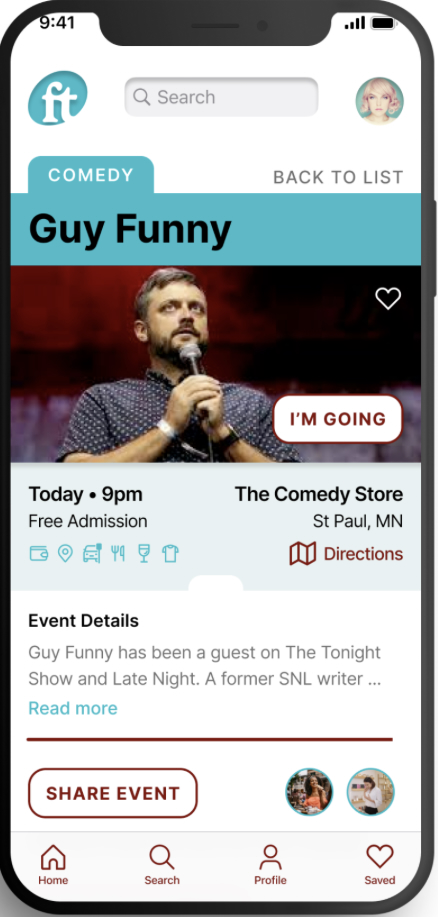 9:41
ft
Search
COMEDY
BACK TO LIST
Guy Funny
I'M GOING
Today • 9pm
The Comedy Store
Free Admission
St Paul, MN
Directions
Event Details
Guy Funny has been a guest on The Tonight
Show and Late Night. A former SNL writer ...
Read more
SHARE EVENT
Home
Search
Profile
Saved